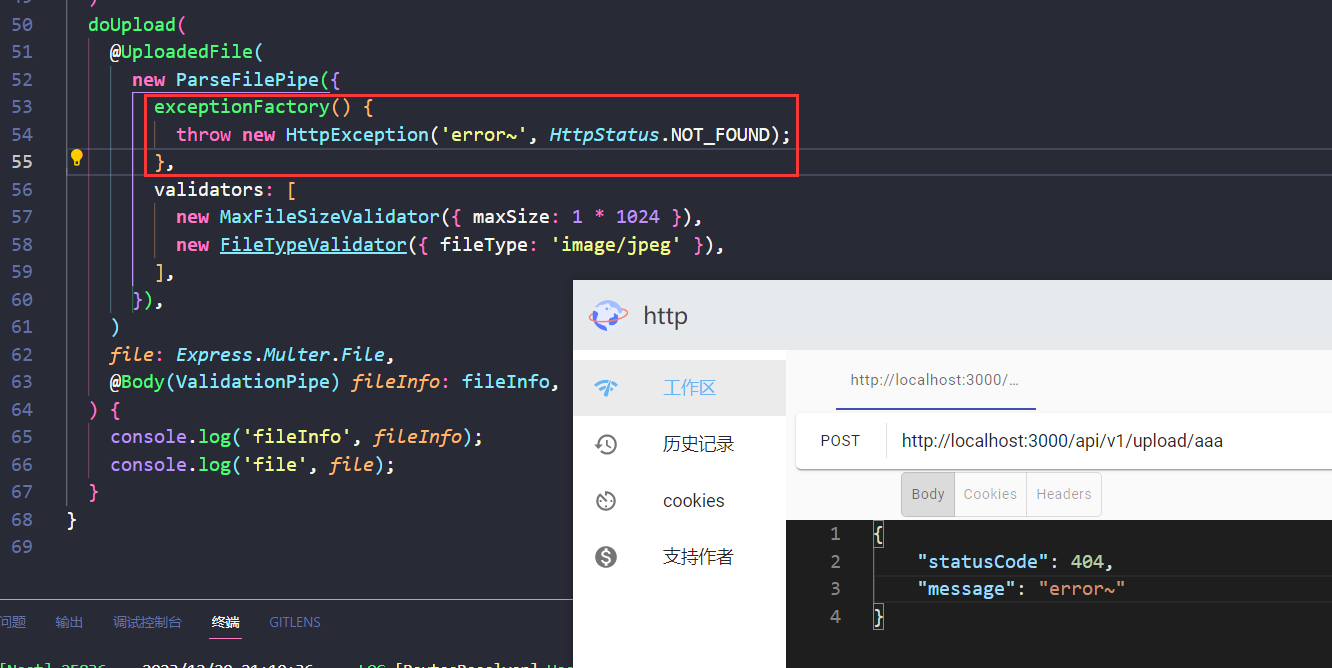 50 doUpload(
51 @UploadedFile(
52 new ParseFilePipe({
53 exceptionFactory() {
54 throw new HttpException('error~', HttpStatus.NOT_FOUND);
55 },
56 validators: [
57 new MaxFileSizeValidator({ maxSize: 1 * 1024 }),
58 new FileTypeValidator({ fileType: 'image/jpeg' }),
59 ],
60 }),
61 )
62 file: Express.Multer.File,
63 @Body(ValidationPipe) fileInfo: fileInfo,
64 ) {
65 console.log('fileInfo', fileInfo);
66 console.log('file', file);
67 }
68 }
69
问题 输出 调试控制台 终端 GITLENS
http
工作区
历史记录
cookies
支持作者
http://localhost:3000/…
POST http://localhost:3000/api/v1/upload/aaa
Body Cookies Headers
1 {
2 "statusCode": 404,
3 "message": "error~"
4 }